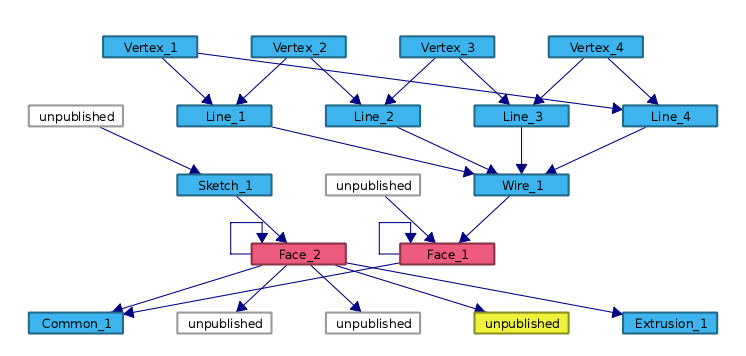 Vertex_1 Vertex_2 Vertex_3 Vertex_4
unpublished Line_1 Line_2 Line_3 Line_4
Sketch_1 unpublished Wire_1
Face_2 Face_1
Common_1 unpublished unpublished unpublished Extrusion_1